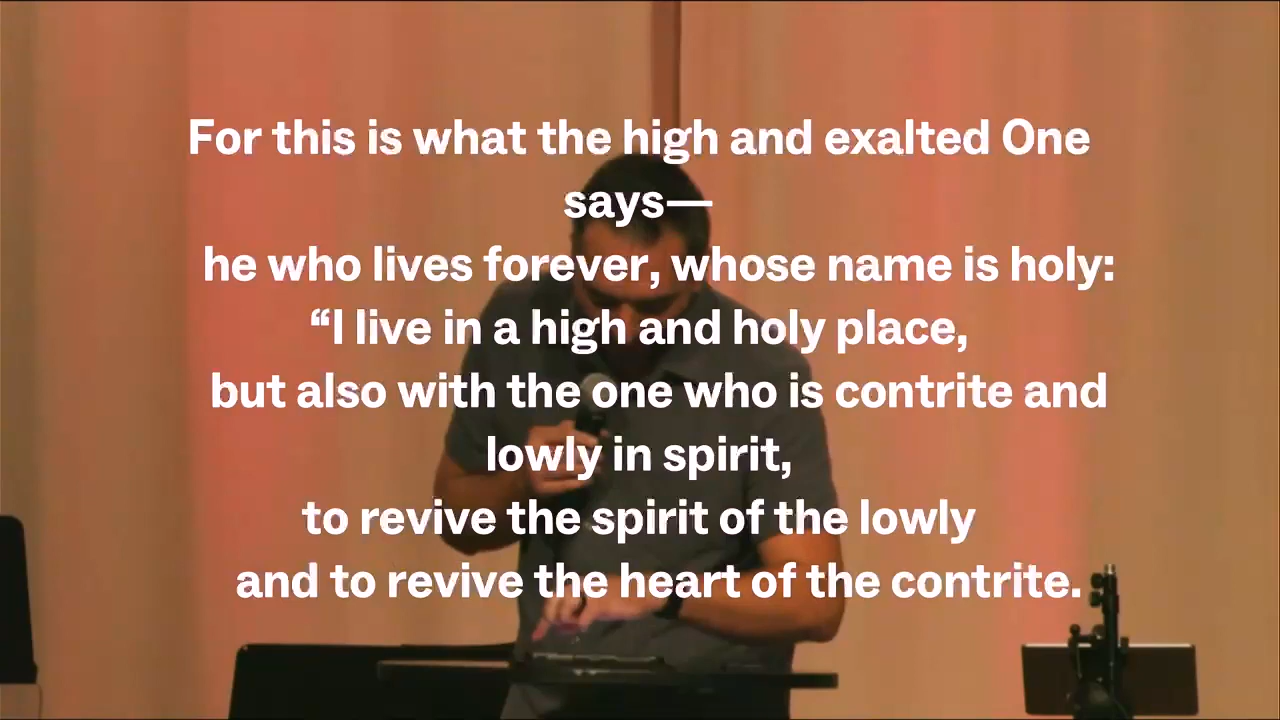 For this is what the high and exalted One
says—
he who lives forever, whose name is holy:
“I live in a high and holy place,
but also with the one who is contrite and
lowly in spirit,
to revive the spirit of the lowly
and to revive the heart of the contrite.